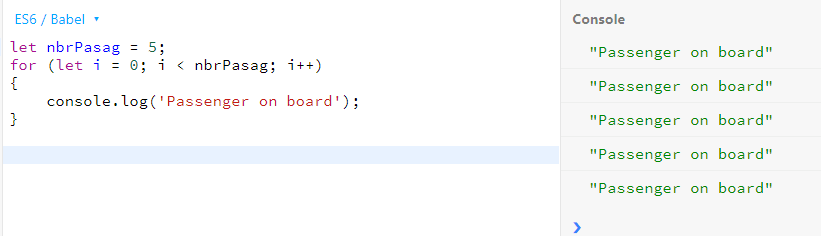 ES6 / Babel ▾
let nbrPasag = 5;
for (let i = 0; i < nbrPasag; i++)
{
    console.log('Passenger on board');
}
Console
"Passenger on board"
"Passenger on board"
"Passenger on board"
"Passenger on board"
"Passenger on board"
❯